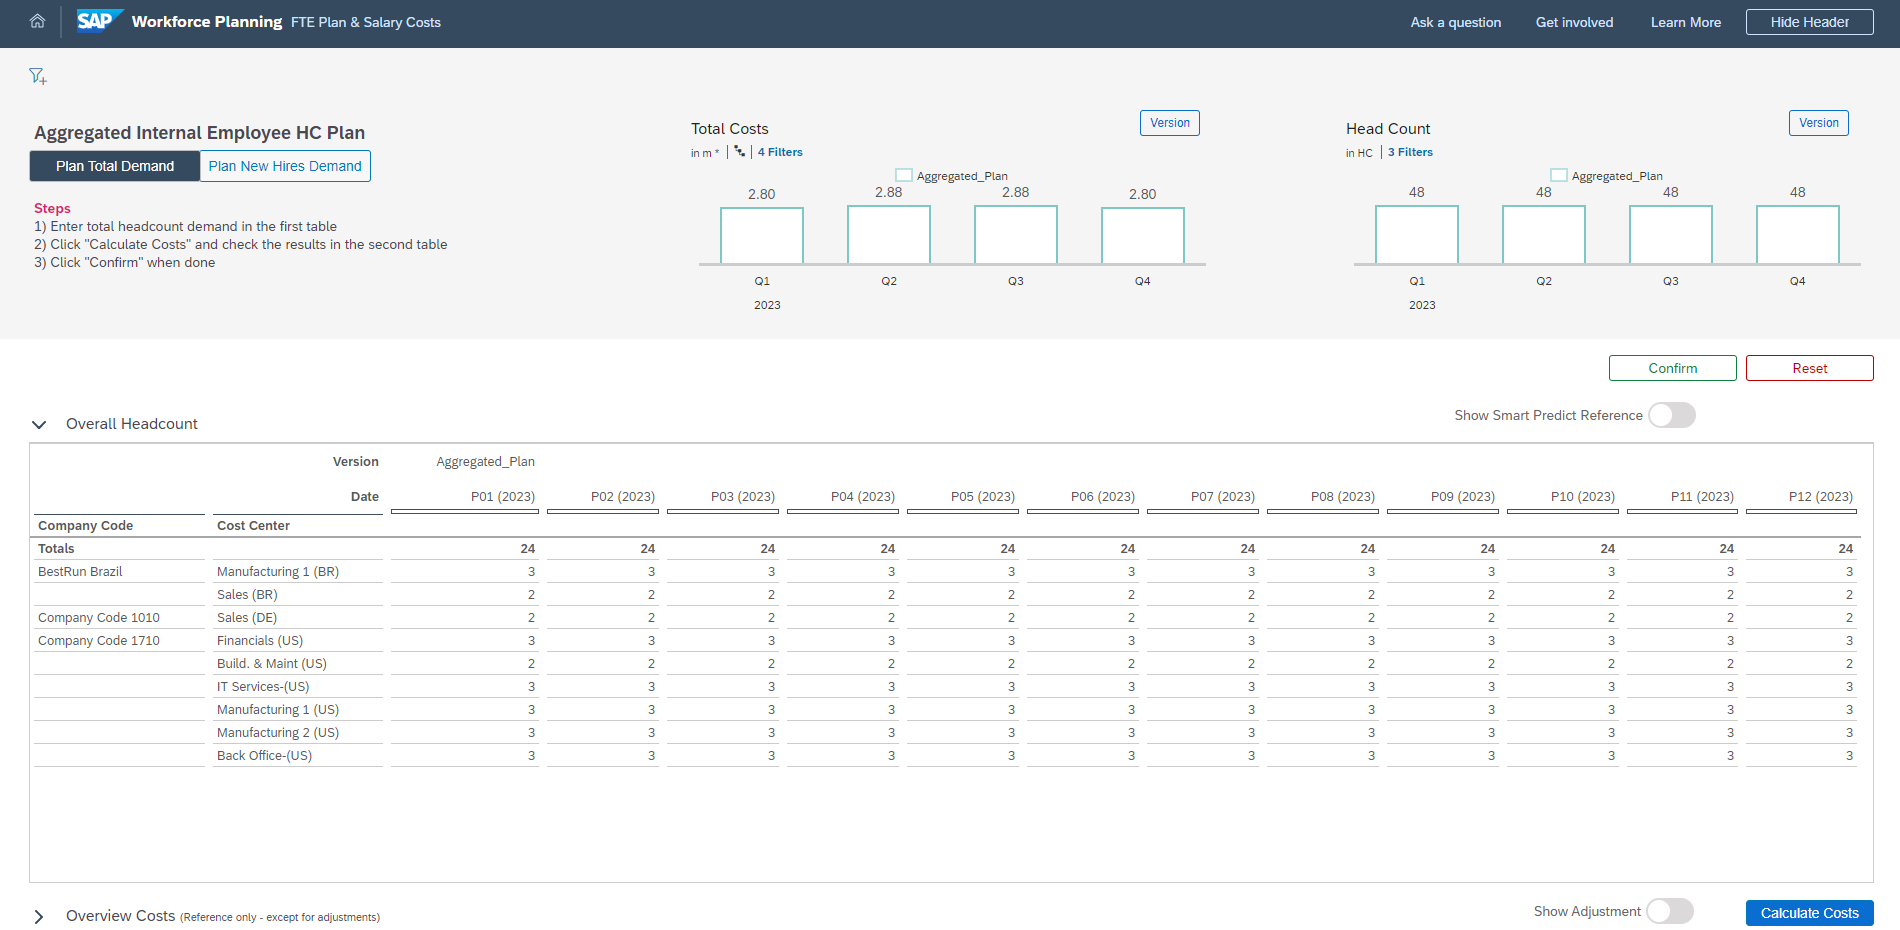 SAP Workforce Planning FTE Plan & Salary Costs Ask a question Get involved Learn More Hide Header
Aggregated Internal Employee HC Plan
Plan Total Demand Plan New Hires Demand
Steps
1) Enter total headcount demand in the first table
2) Click "Calculate Costs" and check the results in the second table
3) Click "Confirm" when done
Total Costs Version
in m * 4 Filters
Aggregated_Plan
2.80 2.88 2.88 2.80
Q1 Q2 Q3 Q4
2023
Head Count Version
in HC 3 Filters
Aggregated_Plan
48 48 48 48
Q1 Q2 Q3 Q4
2023
Confirm Reset
Overall Headcount Show Smart Predict Reference
Version Aggregated_Plan
Date P01 (2023) P02 (2023) P03 (2023) P04 (2023) P05 (2023) P06 (2023) P07 (2023) P08 (2023) P09 (2023) P10 (2023) P11 (2023) P12 (2023)
Company Code Cost Center
Totals 24 24 24 24 24 24 24 24 24 24 24 24
BestRun Brazil Manufacturing 1 (BR) 3 3 3 3 3 3 3 3 3 3 3 3
Sales (BR) 2 2 2 2 2 2 2 2 2 2 2 2
Company Code 1010 Sales (DE) 2 2 2 2 2 2 2 2 2 2 2 2
Company Code 1710 Financials (US) 3 3 3 3 3 3 3 3 3 3 3 3
Build. & Maint (US) 2 2 2 2 2 2 2 2 2 2 2 2
IT Services-(US) 3 3 3 3 3 3 3 3 3 3 3 3
Manufacturing 1 (US) 3 3 3 3 3 3 3 3 3 3 3 3
Manufacturing 2 (US) 3 3 3 3 3 3 3 3 3 3 3 3
Back Office-(US) 3 3 3 3 3 3 3 3 3 3 3 3
Overview Costs (Reference only - except for adjustments) Show Adjustment Calculate Costs